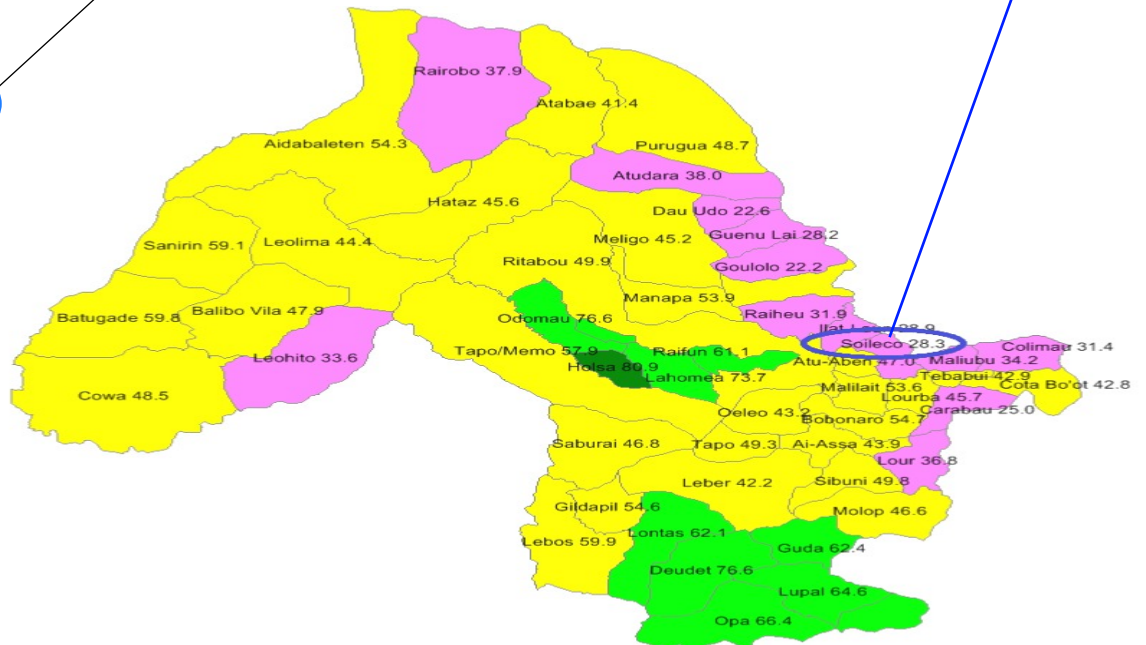 Rairobo 37.9
Atabae 41.4
Aidabaleten 54.3
Purugua 48.7
Atudara 38.0
Hataz 45.6
Dau Udo 22.6
Guenu Lai 28.2
Sanirin 59.1
Leolima 44.4
Meligo 45.2
Ritabou 49.9
Goulolo 22.2
Manapa 53.9
Batugade 59.8
Balibo Vila 47.9
Odomau 76.6
Raiheu 31.9
Soileco 28.3
Colimau 31.4
Leohito 33.6
Tapo/Memo 57.9
Raifun 61.1
Atu-Aben 47.0
Maliubu 34.2
Holsa 80.9
Lahomea 73.7
Tebabui 42.9
Cota Bo'ot 42.8
Malilait 53.6
Cowa 48.5
Lourba 45.7
Carabau 25.0
Oeleo 43.2
Bobonaro 54.7
Saburai 46.8
Tapo 49.3
Ai-Assa 43.9
Lour 36.8
Leber 42.2
Sibuni 49.8
Gildapil 54.6
Molop 46.6
Lontas 62.1
Lebos 59.9
Guda 62.4
Deudet 76.6
Lupal 64.6
Opa 66.4